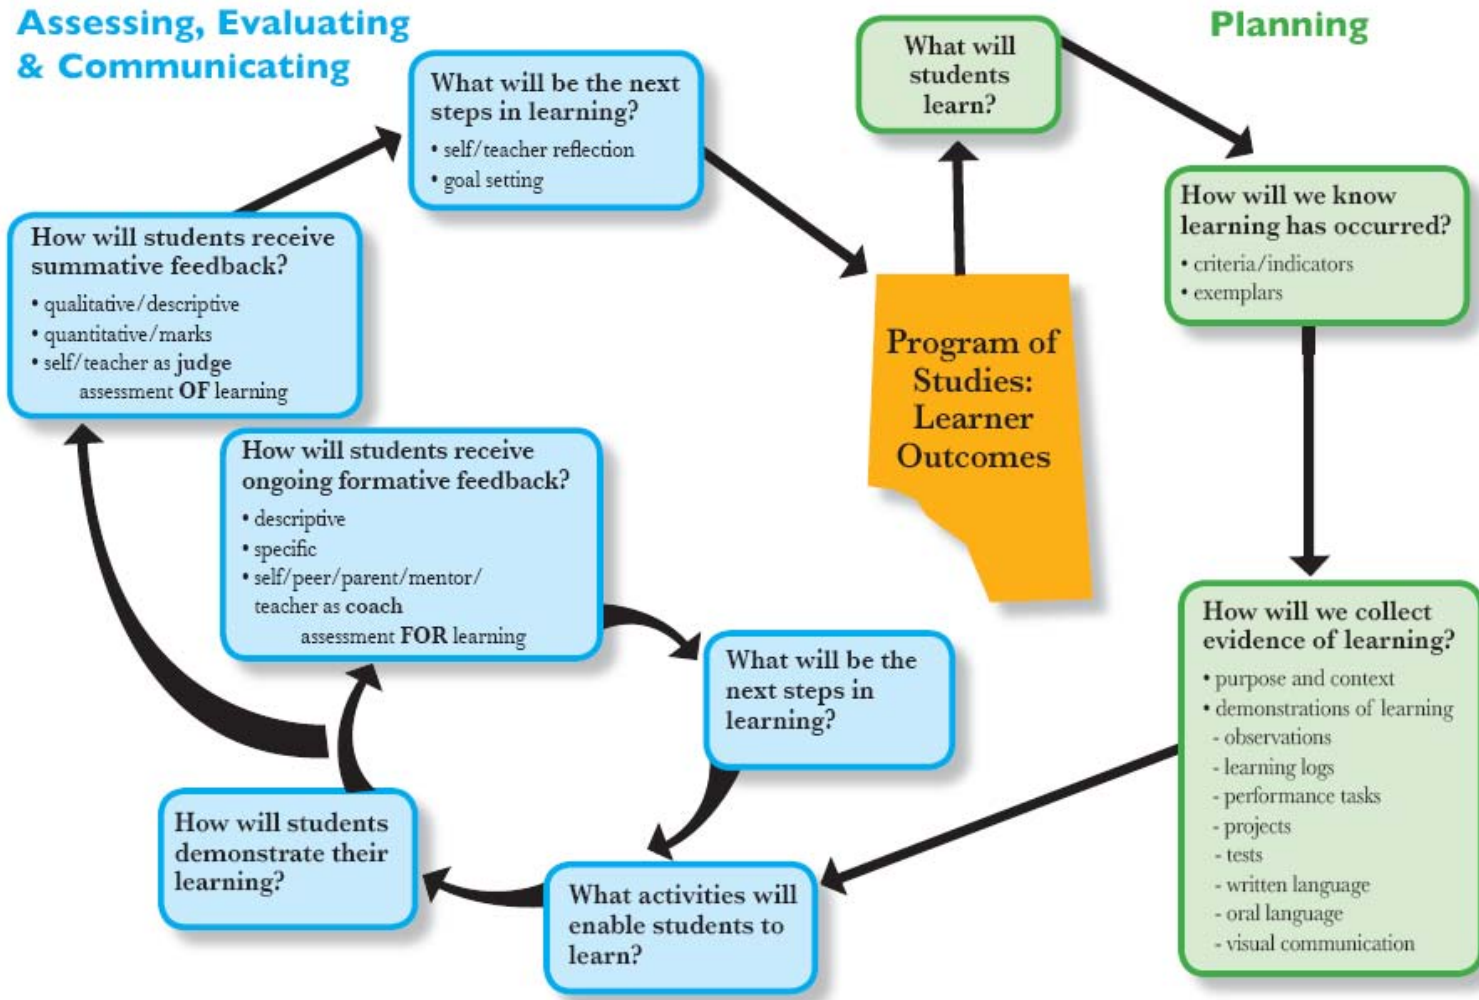 Assessing, Evaluating
& Communicating
Planning
What will
students
learn?
How will we know
learning has occurred?
• criteria/indicators
• exemplars
How will we collect
evidence of learning?
• purpose and context
• demonstrations of learning
- observations
- learning logs
- performance tasks
- projects
- tests
- written language
- oral language
- visual communication
Program of
Studies:
Learner
Outcomes
What activities will
enable students to
learn?
How will students
demonstrate their
learning?
How will students receive
ongoing formative feedback?
• descriptive
• specific
• self/peer/parent/mentor/
teacher as coach
assessment FOR learning
What will be the
next steps in
learning?
How will students receive
summative feedback?
• qualitative/descriptive
• quantitative/marks
• self/teacher as judge
assessment OF learning
What will be the next
steps in learning?
• self/teacher reflection
• goal setting